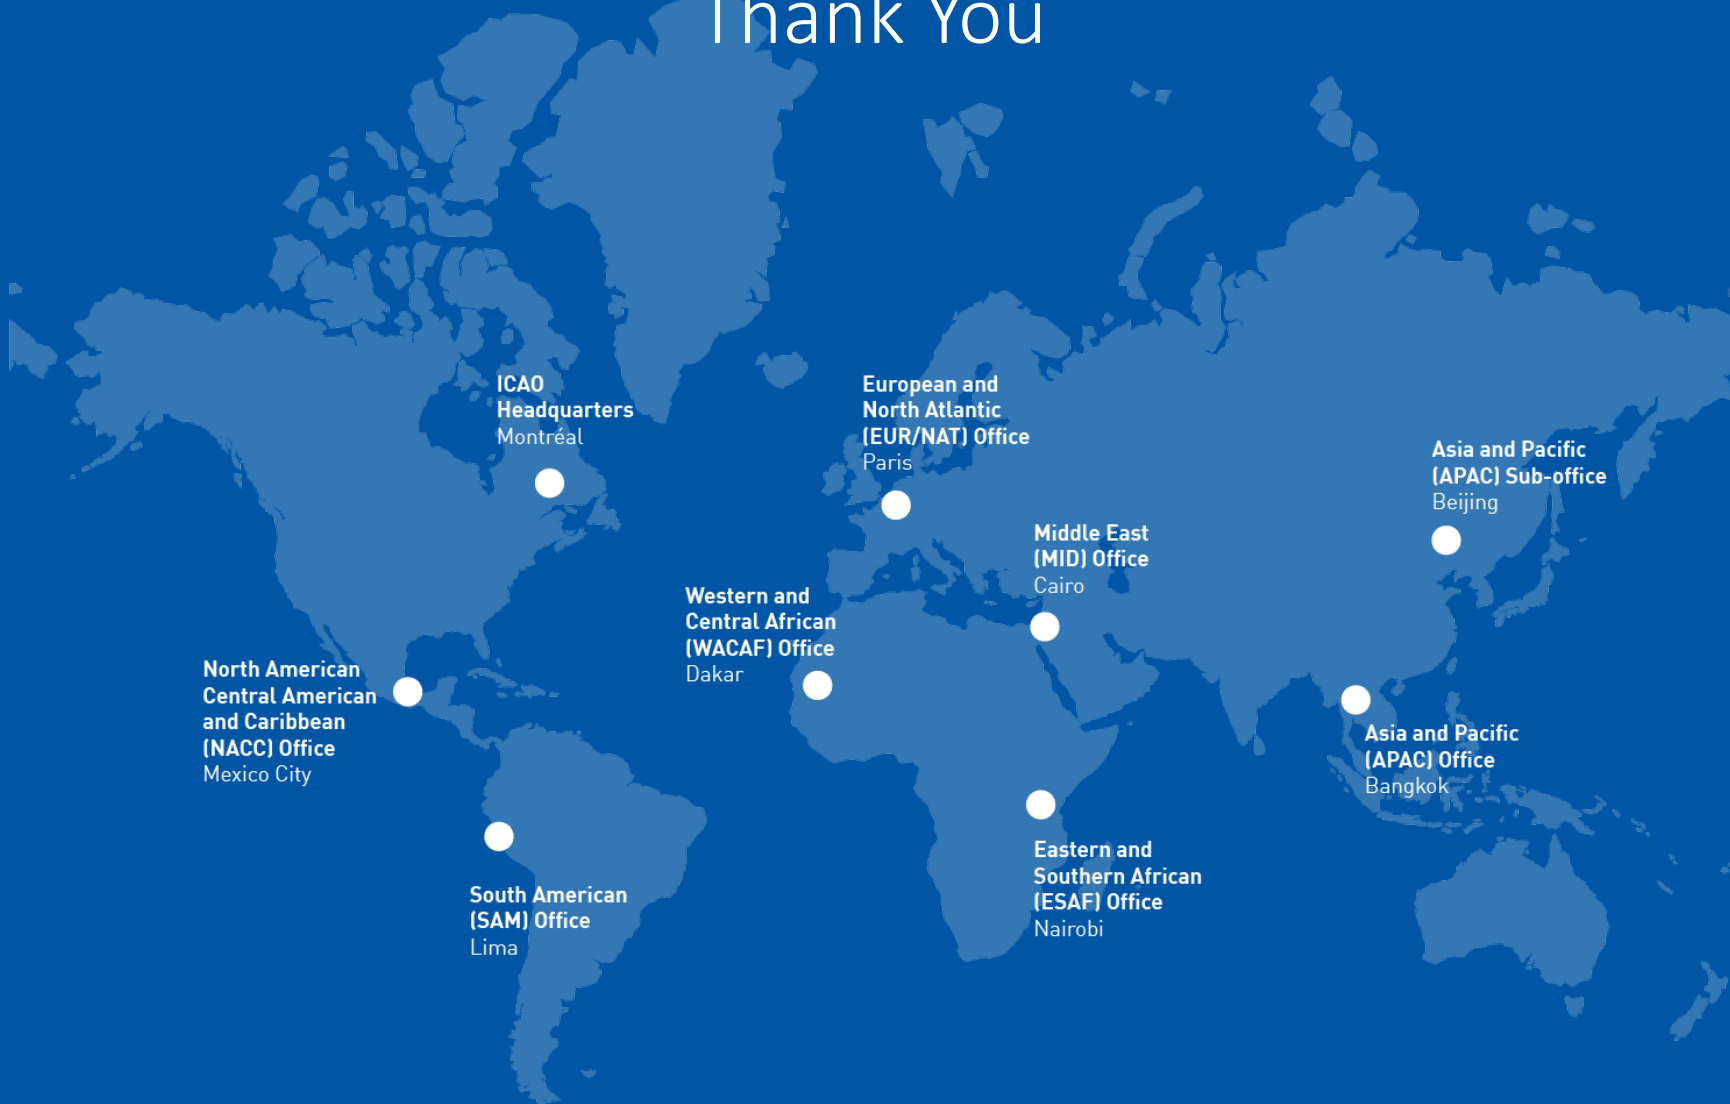 Thank You
ICAO
Headquarters
Montréal
European and
North Atlantic
(EUR/NAT) Office
Paris
Asia and Pacific
(APAC) Sub-office
Beijing
Middle East
(MID) Office
Cairo
Western and
Central African
(WACAF) Office
Dakar
North American
Central American
and Caribbean
(NACC) Office
Mexico City
Asia and Pacific
(APAC) Office
Bangkok
South American
(SAM) Office
Lima
Eastern and
Southern African
(ESAF) Office
Nairobi